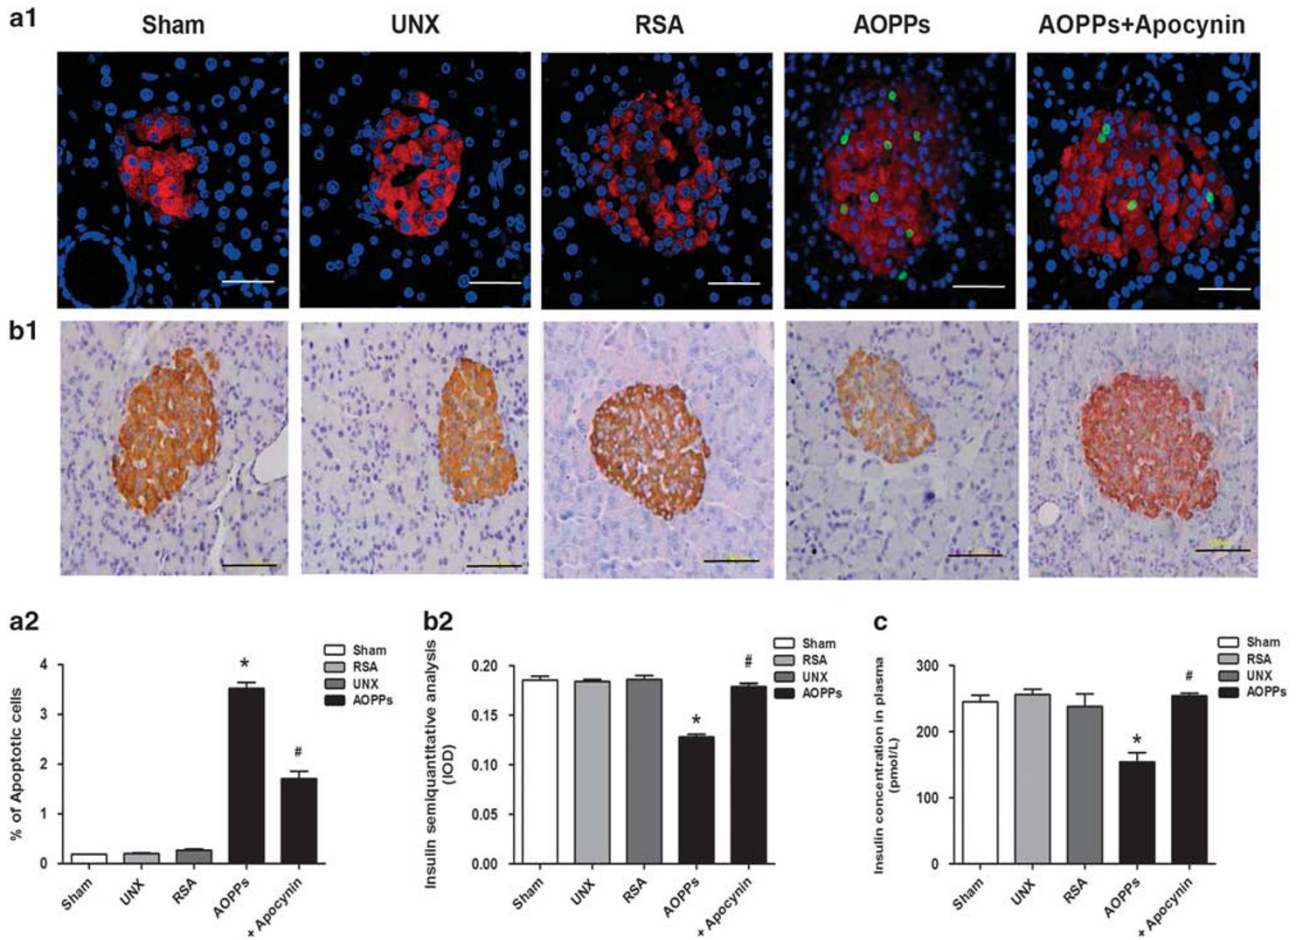 a1
Sham
UNX
RSA
AOPPs
AOPPs+Apocynin
b1
a2
% of Apoptotic cells
4
3
2
1
0
Sham
UNX
RSA
AOPPs
+ Apocynin
*
#
Sham
RSA
UNX
AOPPs
b2
Insulin semiquantitative analysis
(IOD)
0.20
0.15
0.10
0.05
0.00
Sham
UNX
RSA
AOPPs
+ Apocynin
*
#
Sham
RSA
UNX
AOPPs
c
Insulin concentration in plasma
(pmol/L)
300
200
100
0
Sham
UNX
RSA
AOPPs
+ Apocynin
*
#
Sham
RSA
UNX
AOPPs